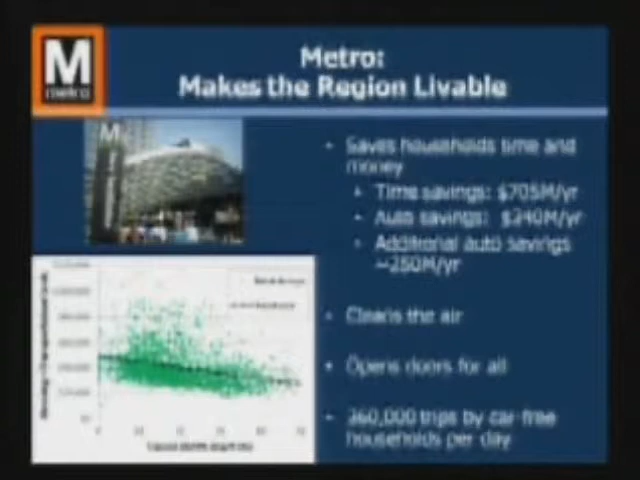 M
metro
Metro:
Makes the Region Livable
M
Saves households time and
money
Time savings: $705M/yr
Auto savings: $340M/yr
Additional auto savings
~250M/yr
Cleans the air
Opens doors for all
360,000 trips by car-free
households per day